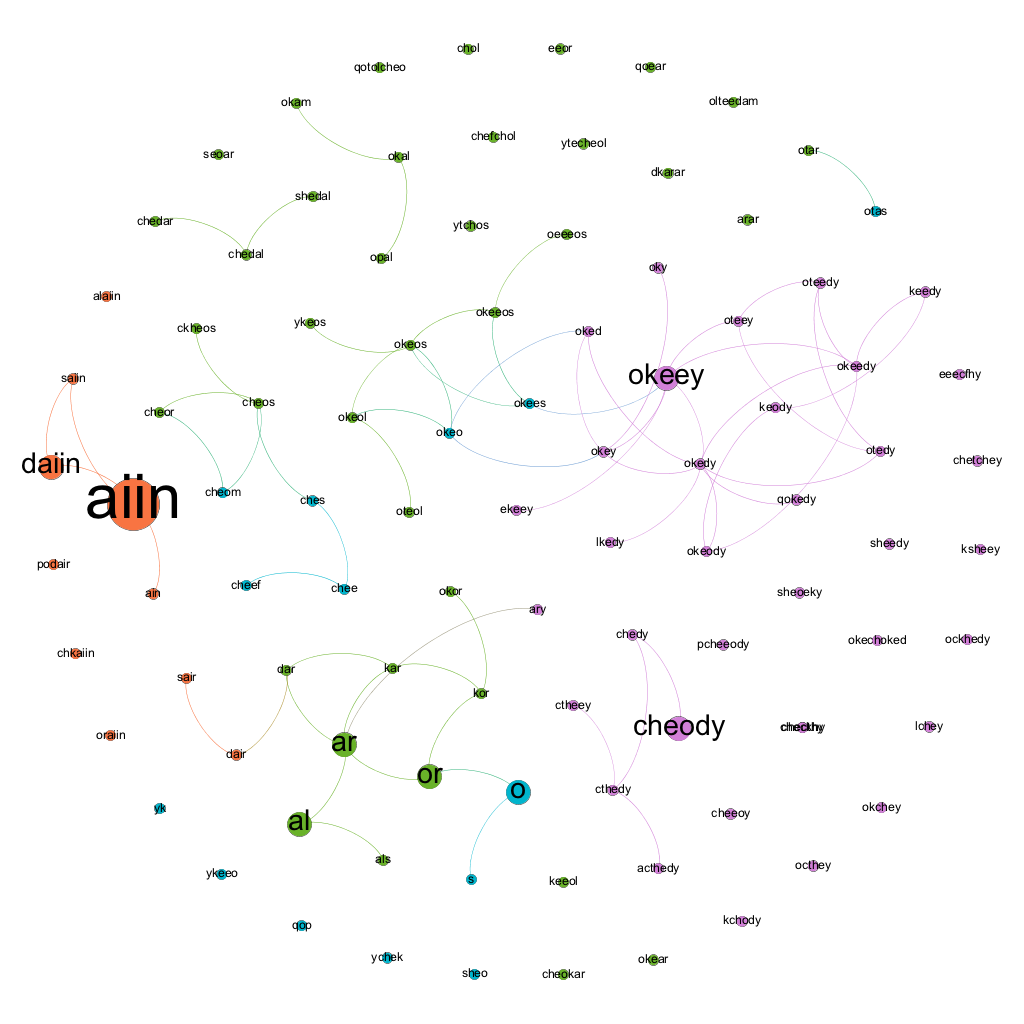 chol
eeor
qotolcheo
qoear
okam
olteedam
chefchol
ytecheol
seoar
okal
otar
dkarar
shedal
otas
chedar
ytchos
arar
oeeeos
chedal
opal
oky
alaiin
oteedy
keedy
okeeos
ckheos
ykeos
oked
oteey
okeos
okeedy
saiin
okeey
eeecfhy
cheor
cheos
okees
keody
okeol
okeo
okey
otedy
daiin
okedy
chetchey
aiin
cheom
ches
qokedy
oteol
ekeey
lkedy
okeody
sheedy
ksheey
podair
ain
cheef
chee
okor
sheoeky
ary
chkaiin
chedy
pcheeody
okechoked
ockhedy
sair
dar
kar
kor
ctheey
oraiin
cheody
lchey
dair
ar
or
o
cthedy
yk
al
cheeoy
okchey
als
ykeeo
s
keeol
acthedy
octhey
qop
kchody
ychek
sheo
cheokar
okear